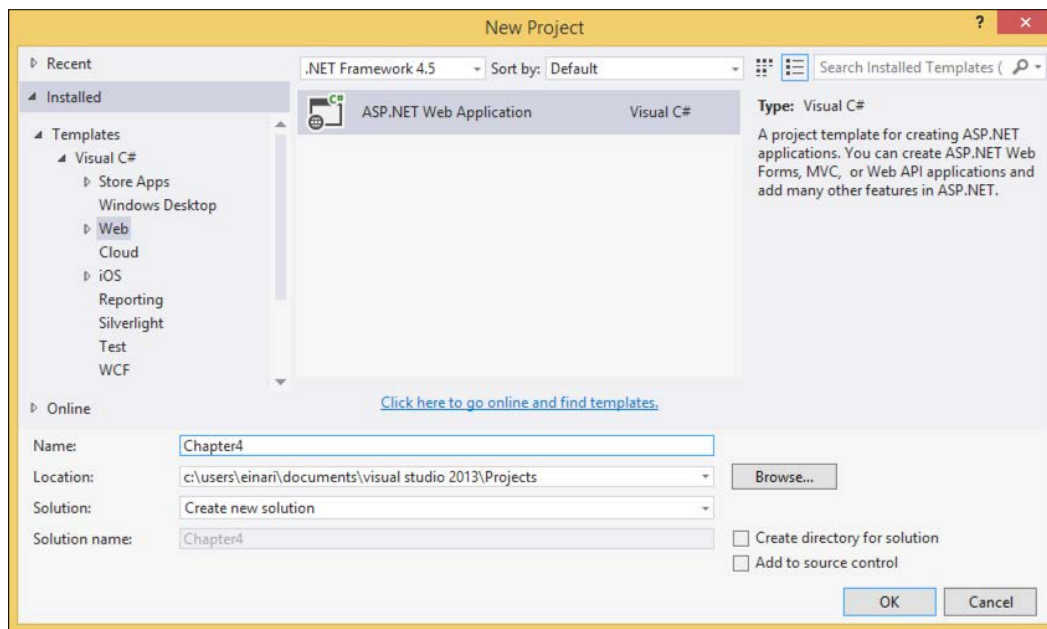 New Project
?
Recent
Installed
Templates
Visual C#
Store Apps
Windows Desktop
Web
Cloud
iOS
Reporting
Silverlight
Test
WCF
Online
.NET Framework 4.5
Sort by: Default
Search Installed Templates (
C#
ASP.NET Web Application
Visual C#
Click here to go online and find templates.
Type: Visual C#
A project template for creating ASP.NET
applications. You can create ASP.NET Web
Forms, MVC, or Web API applications and
add many other features in ASP.NET.
Name: Chapter4
Location: c:\users\einari\documents\visual studio 2013\Projects
Browse...
Solution: Create new solution
Solution name: Chapter4
Create directory for solution
Add to source control
OK
Cancel